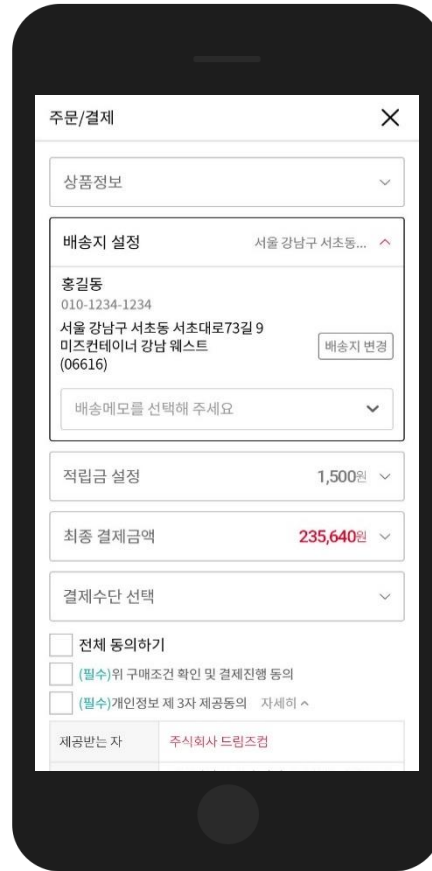 주문/결제
상품정보
배송지 설정 서울 강남구 서초동...
홍길동
010-1234-1234
서울 강남구 서초동 서초대로73길 9
미즈컨테이너 강남 웨스트
(06616)
배송지 변경
배송메모를 선택해 주세요
적립금 설정 1,500원
최종 결제금액 235,640원
결제수단 선택
전체 동의하기
(필수)위 구매조건 확인 및 결제진행 동의
(필수)개인정보 제 3자 제공동의 자세히
제공받는 자 주식회사 드림즈컴